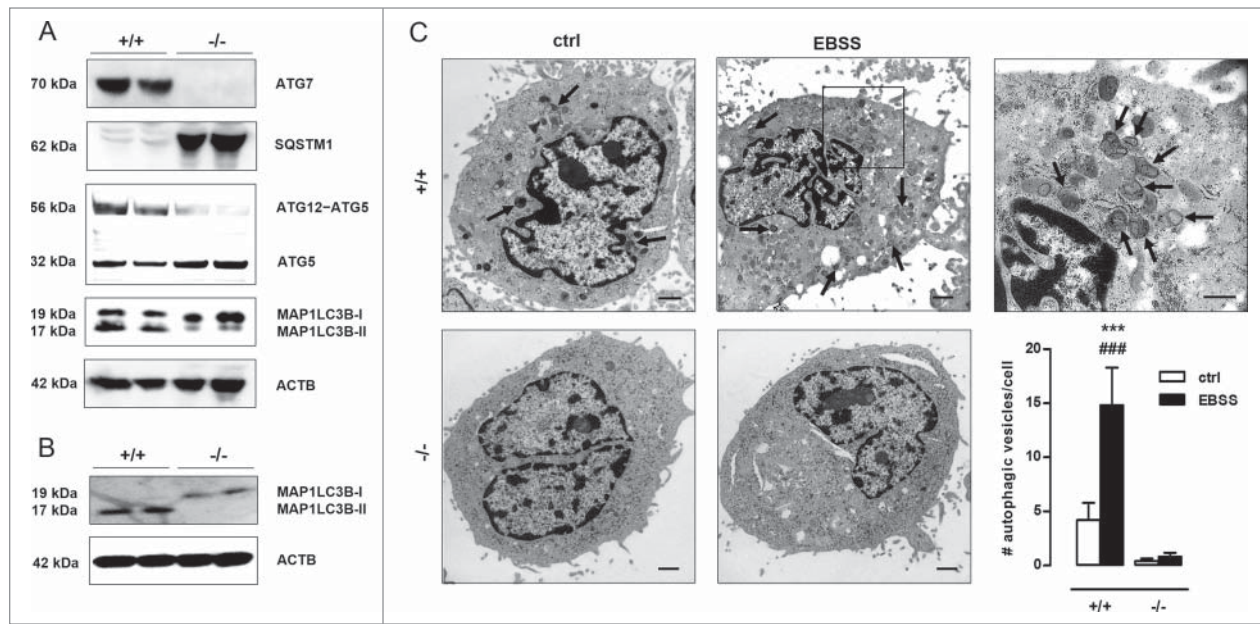 A
+/+ -/-
70 kDa ATG7
62 kDa SQSTM1
56 kDa ATG12−ATG5
32 kDa ATG5
19 kDa MAP1LC3B-I
17 kDa MAP1LC3B-II
42 kDa ACTB
B
+/+ -/-
19 kDa MAP1LC3B-I
17 kDa MAP1LC3B-II
42 kDa ACTB
C
ctrl EBSS
+/+
-/-
# autophagic vesicles/cell
20
15
10
5
0
***
###
ctrl
EBSS
+/+ -/-